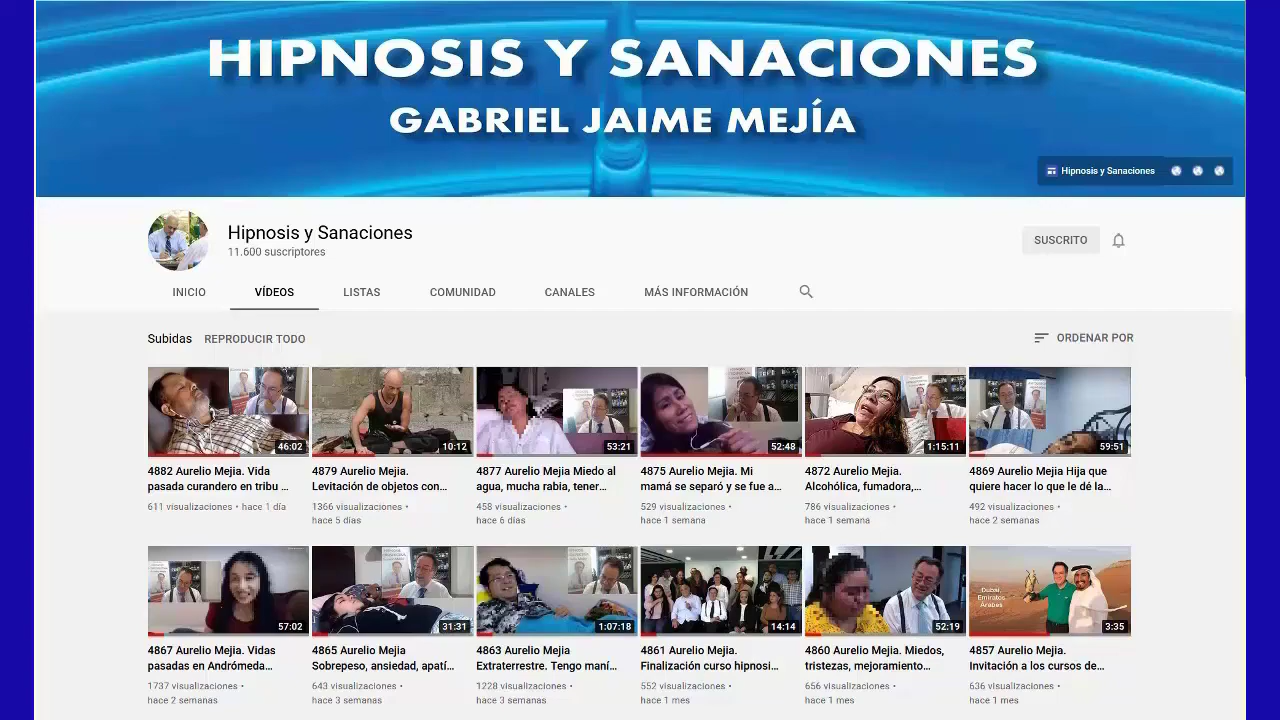 HIPNOSIS Y SANACIONES
GABRIEL JAIME MEJÍA
Hipnosis y Sanaciones
Hipnosis y Sanaciones
11.600 suscriptores
SUSCRITO
INICIO VÍDEOS LISTAS COMUNIDAD CANALES MÁS INFORMACIÓN
Subidas REPRODUCIR TODO
ORDENAR POR
46:02
4882 Aurelio Mejia. Vida
pasada curandero en tribu ...
611 visualizaciones • hace 1 día
10:12
4879 Aurelio Mejia.
Levitación de objetos con...
1366 visualizaciones •
hace 5 días
53:21
4877 Aurelio Mejia Miedo al
agua, mucha rabia, tener...
458 visualizaciones •
hace 6 días
52:48
4875 Aurelio Mejia. Mi
mamá se separó y se fue a...
529 visualizaciones •
hace 1 semana
1:15:11
4872 Aurelio Mejia.
Alcohólica, fumadora,...
786 visualizaciones •
hace 1 semana
59:51
4869 Aurelio Mejia Hija que
quiere hacer lo que le dé la...
492 visualizaciones •
hace 2 semanas
57:02
4867 Aurelio Mejia. Vidas
pasadas en Andrómeda...
1737 visualizaciones •
hace 2 semanas
31:31
4865 Aurelio Mejia
Sobrepeso, ansiedad, apatí...
643 visualizaciones •
hace 3 semanas
1:07:18
4863 Aurelio Mejia
Extraterrestre. Tengo maní...
1228 visualizaciones •
hace 3 semanas
14:14
4861 Aurelio Mejia.
Finalización curso hipnosi...
552 visualizaciones •
hace 1 mes
52:19
4860 Aurelio Mejia. Miedos,
tristezas, mejoramiento...
656 visualizaciones •
hace 1 mes
Dubai,
Emiratos
Arabes
3:35
4857 Aurelio Mejia.
Invitación a los cursos de...
636 visualizaciones •
hace 1 mes